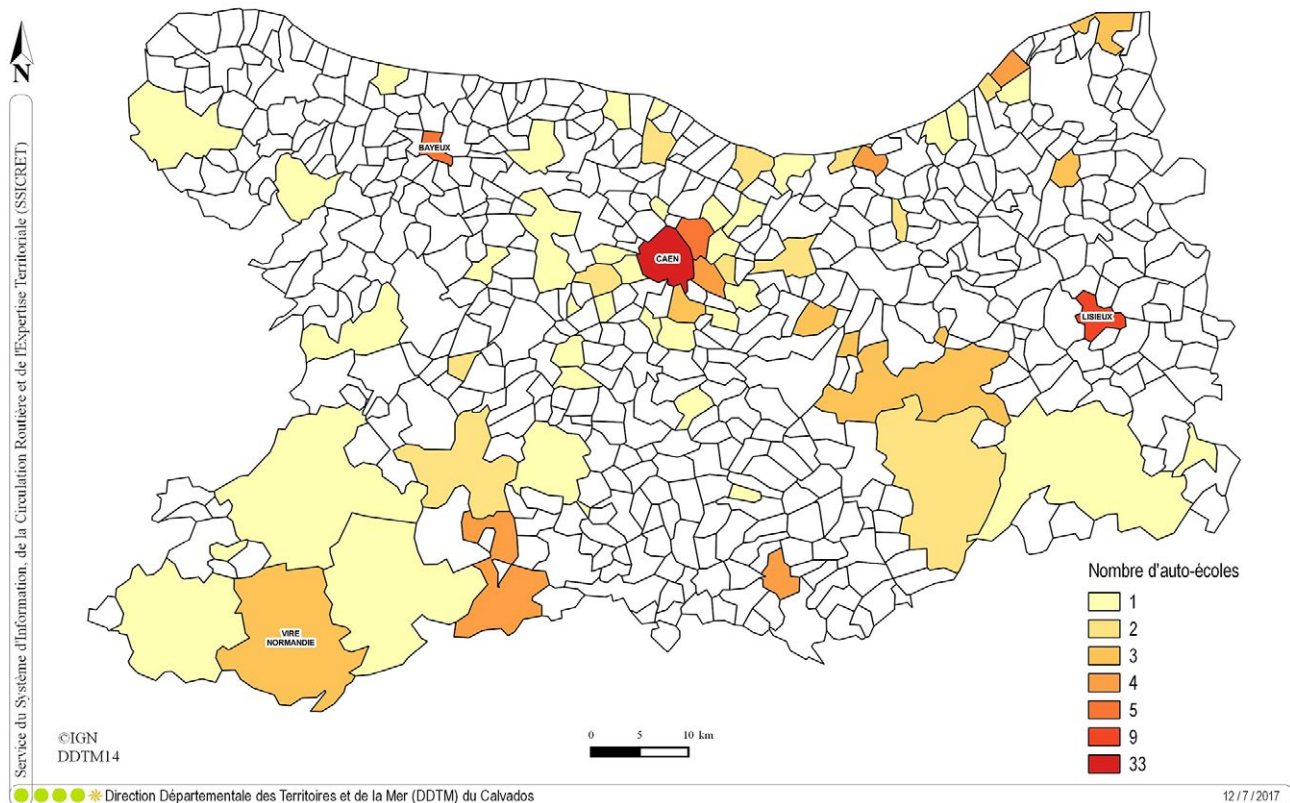 N
Service du Système d'Information, de la Circulation Routière et de l'Expertise Territoriale (SSICRET)
BAYEUX
CAEN
LISIEUX
VIRE
NORMANDIE
Nombre d'auto-écoles
1
2
3
4
5
9
33
©IGN
DDTM14
0 5 10 km
Direction Départementale des Territoires et de la Mer (DDTM) du Calvados
12/7/2017